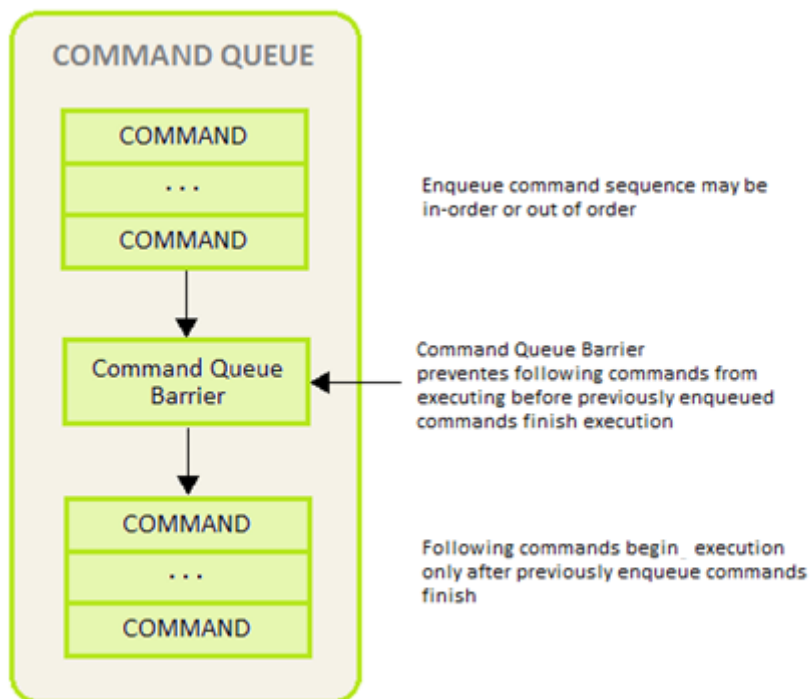 COMMAND QUEUE
COMMAND
...
COMMAND
Enqueue command sequence may be
in-order or out of order
Command Queue
Barrier
Command Queue Barrier
preventes following commands from
executing before previously enqueued
commands finish execution
COMMAND
...
COMMAND
Following commands begin_ execution
only after previously enqueue commands
finish